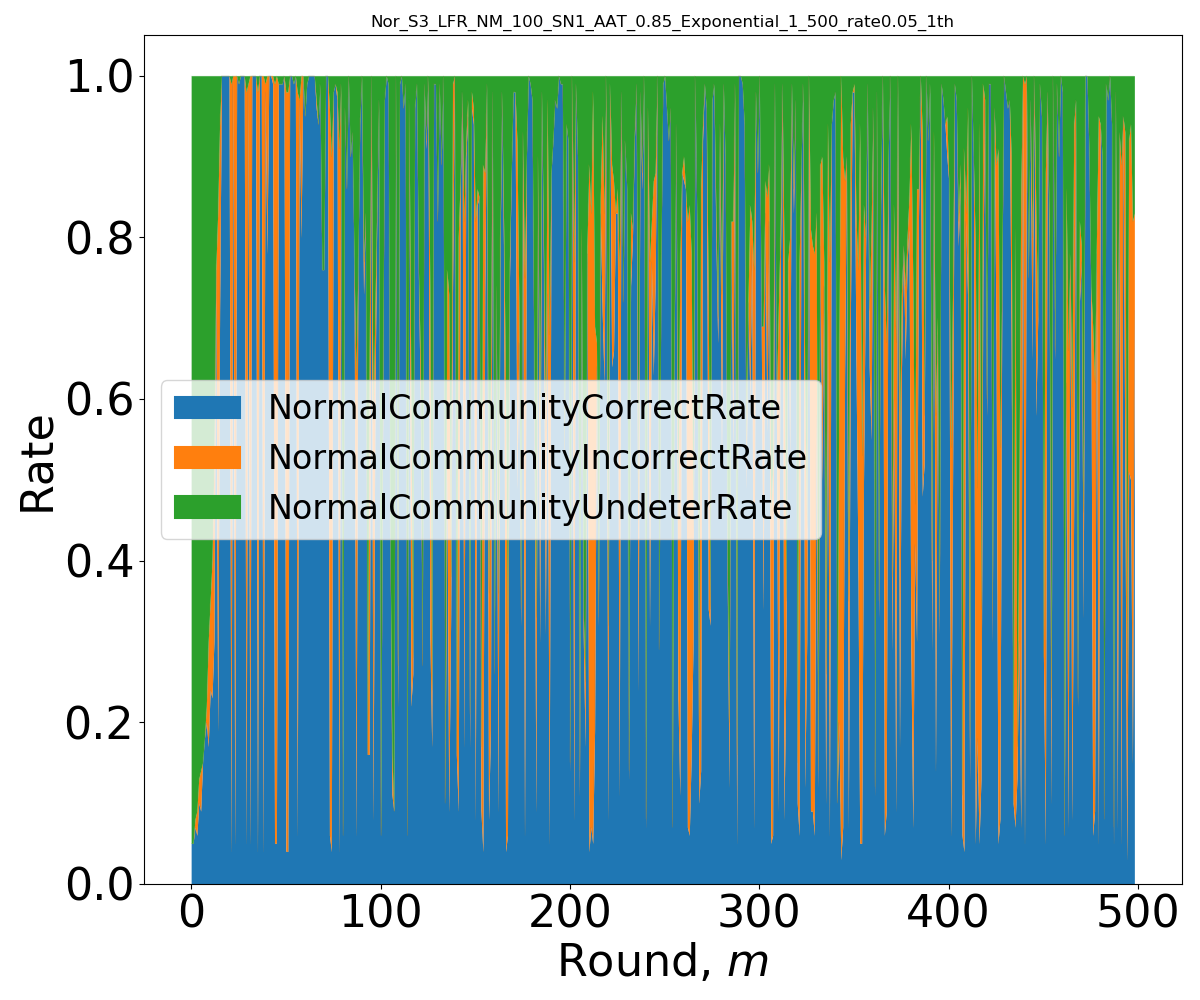 Nor_S3_LFR_NM_100_SN1_AAT_0.85_Exponential_1_500_rate0.05_1th
1.0
0.8
0.6
0.4
0.2
0.0
Rate
NormalCommunityCorrectRate
NormalCommunityIncorrectRate
NormalCommunityUndeterRate
0 100 200 300 400 500
Round, m